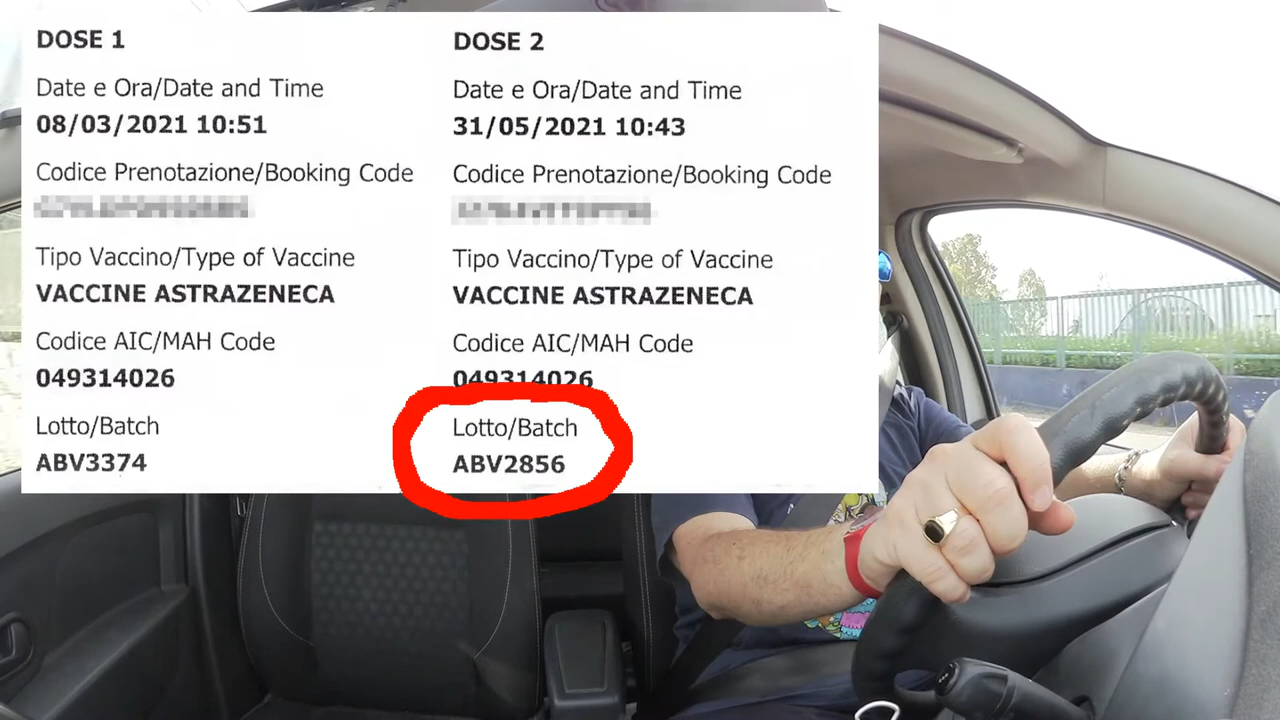 DOSE 1
Date e Ora/Date and Time
08/03/2021 10:51
Codice Prenotazione/Booking Code
Tipo Vaccino/Type of Vaccine
VACCINE ASTRAZENECA
Codice AIC/MAH Code
049314026
Lotto/Batch
ABV3374
DOSE 2
Date e Ora/Date and Time
31/05/2021 10:43
Codice Prenotazione/Booking Code
Tipo Vaccino/Type of Vaccine
VACCINE ASTRAZENECA
Codice AIC/MAH Code
049314026
Lotto/Batch
ABV2856